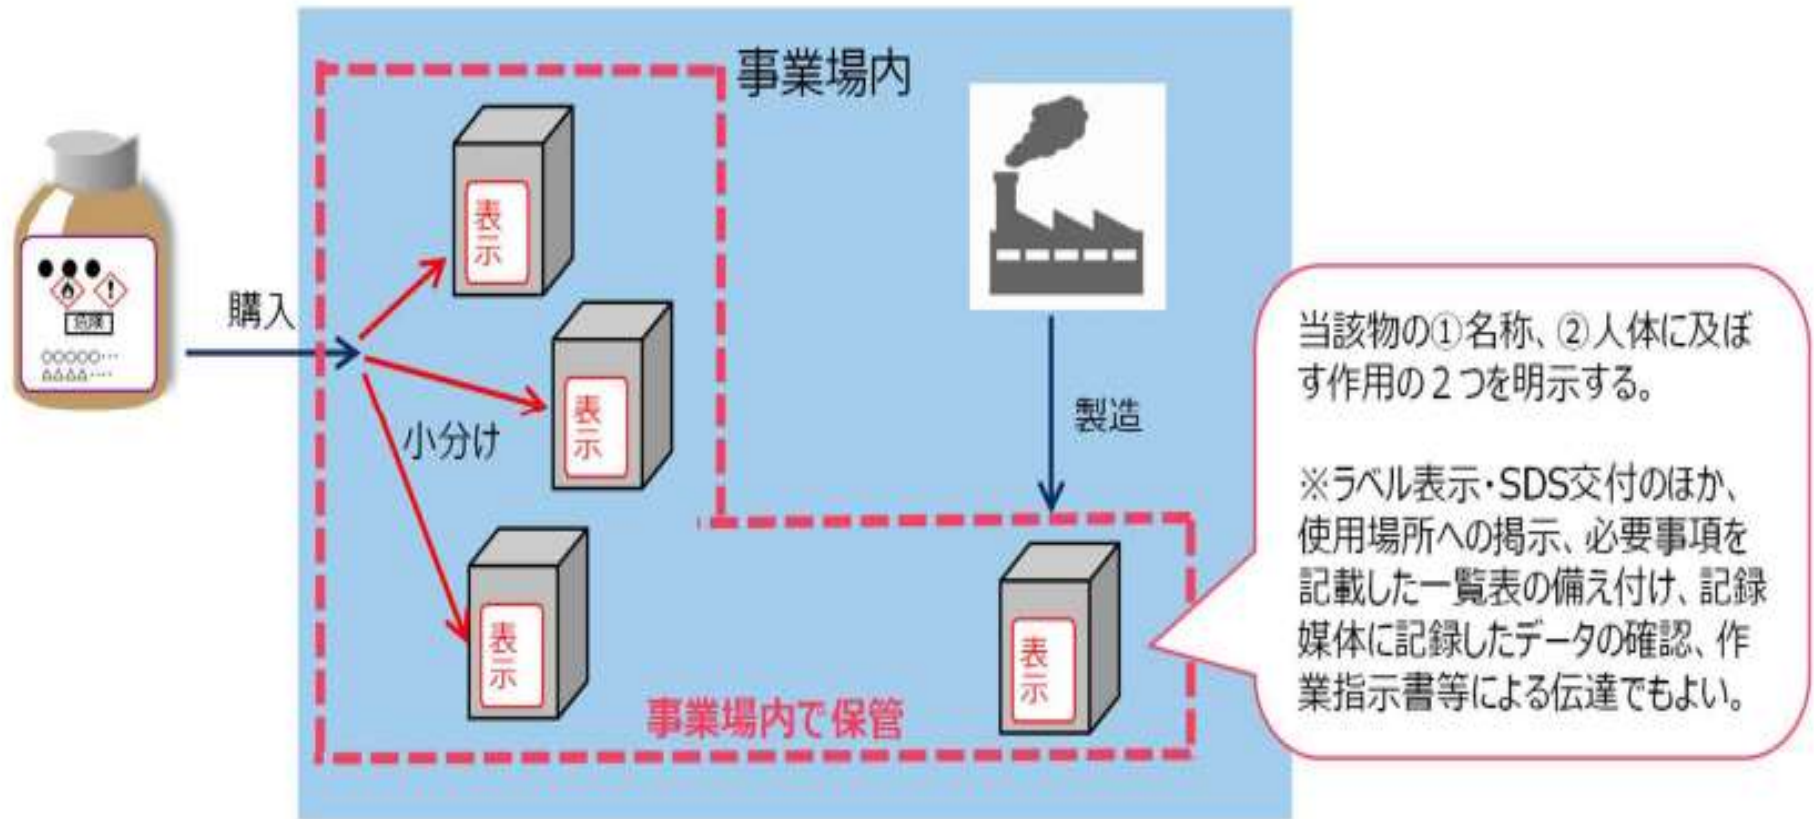 事業場内
●●●
危険
○○○○○…
△△△△….
購入
小分け
表示
表示
表示
製造
表示
事業場内で保管
当該物の①名称、②人体に及ぼ
す作用の2つを明示する。
※ラベル表示・SDS交付のほか、
使用場所への掲示、必要事項を
記載した一覧表の備え付け、記録
媒体に記録したデータの確認、作
業指示書等による伝達でもよい。